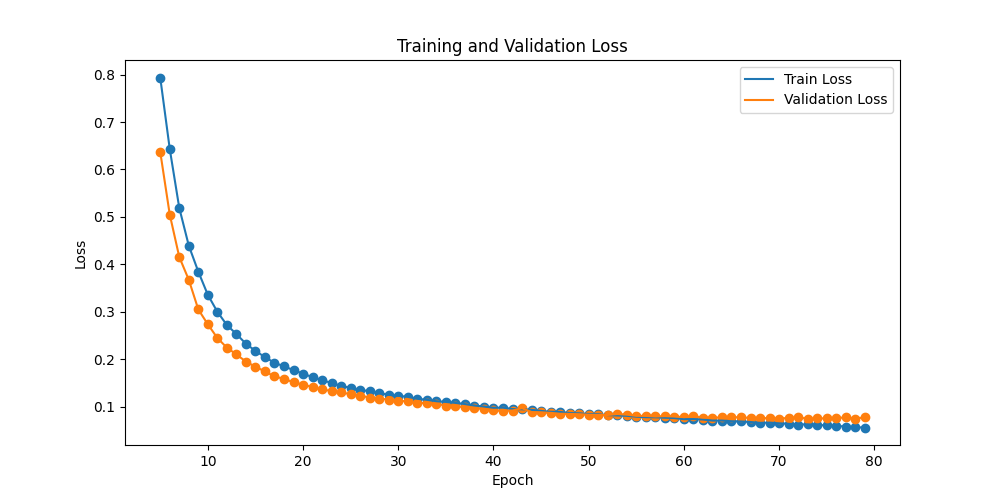 Training and Validation Loss
Train Loss
Validation Loss
0.8
0.7
0.6
0.5
0.4
0.3
0.2
0.1
Loss
10 20 30 40 50 60 70 80
Epoch